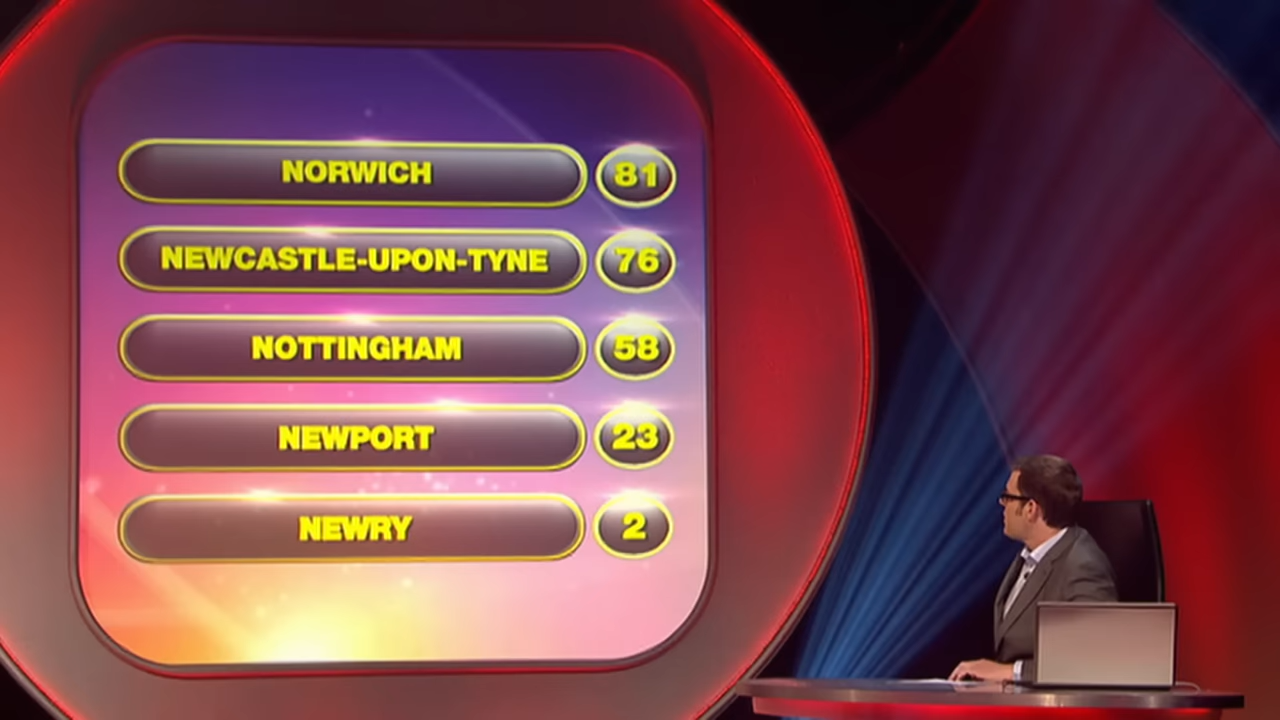 NORWICH 81
NEWCASTLE-UPON-TYNE 76
NOTTINGHAM 58
NEWPORT 23
NEWRY 2